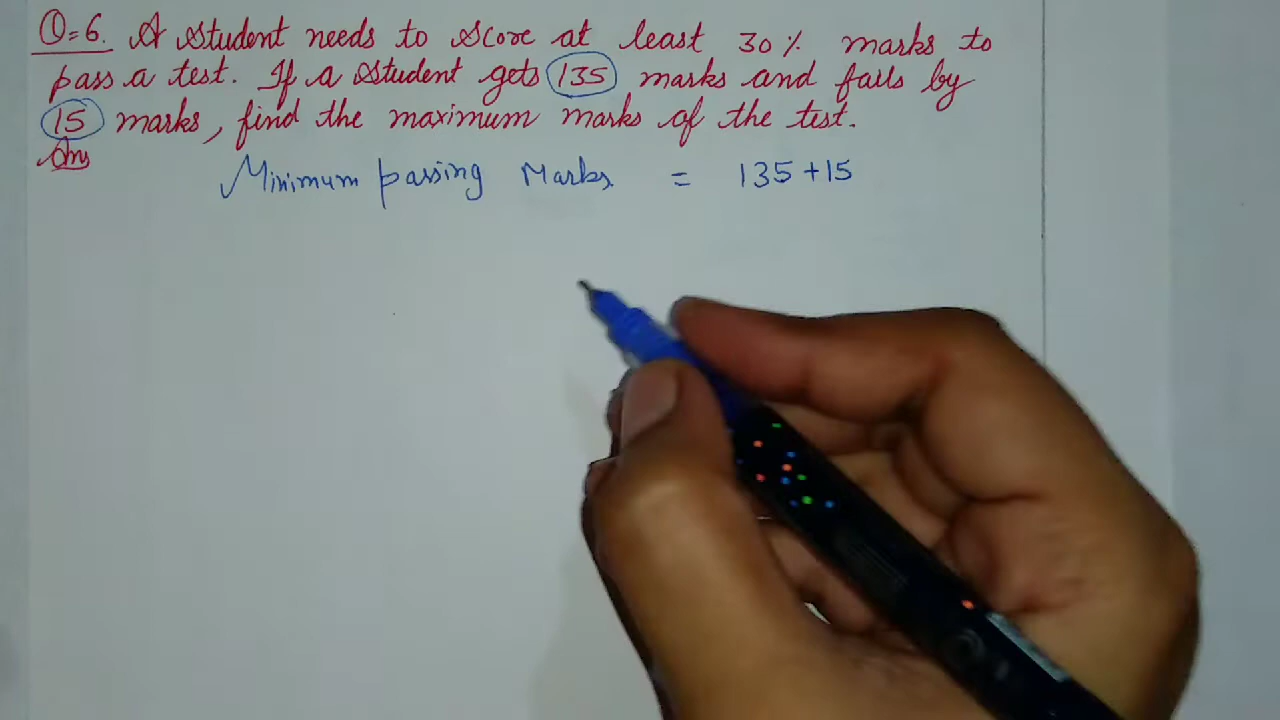 Q=6. A student needs to score at least 30% marks to
pass a test. If a student gets 135 marks and fails by
15 marks, find the maximum marks of the test.
Ans
Minimum passing Marks = 135+15